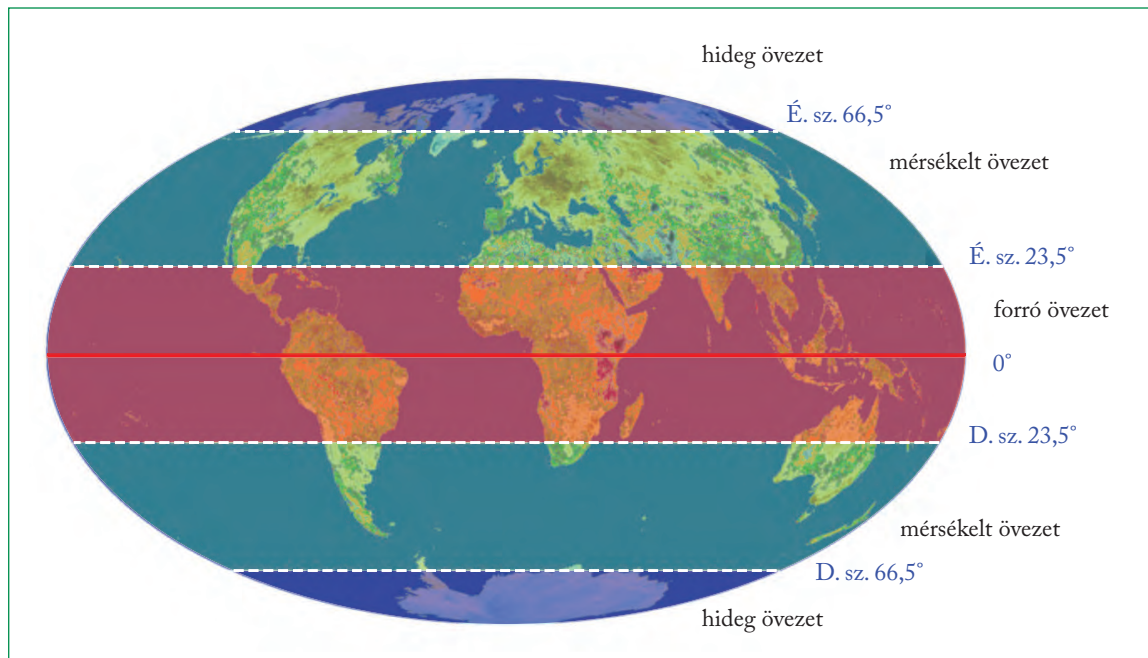 hideg övezet
É. sz. 66,5°
mérsékelt övezet
É. sz. 23,5°
forró övezet
0°
D. sz. 23,5°
mérsékelt övezet
D. sz. 66,5°
hideg övezet